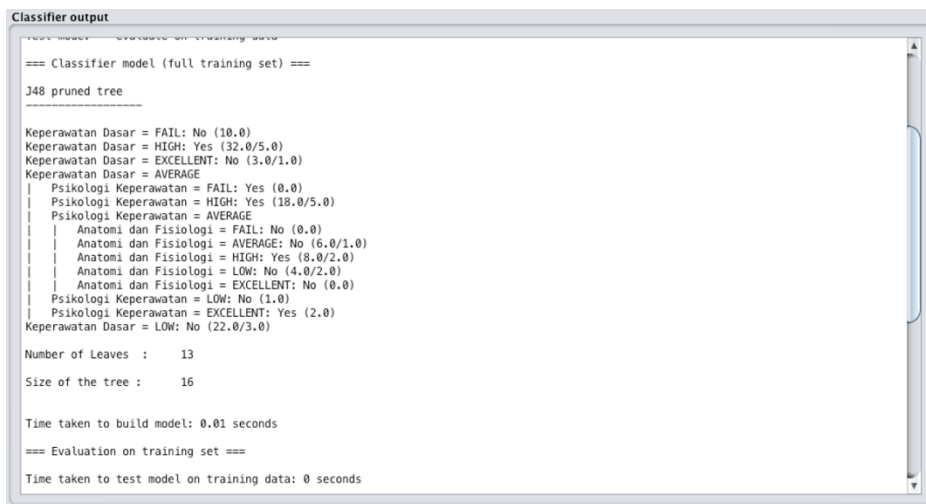 Classifier output
Test mode:    evaluate on training data
=== Classifier model (full training set) ===
J48 pruned tree
------------------
Keperawatan Dasar = FAIL: No (10.0)
Keperawatan Dasar = HIGH: Yes (32.0/5.0)
Keperawatan Dasar = EXCELLENT: No (3.0/1.0)
Keperawatan Dasar = AVERAGE
|   Psikologi Keperawatan = FAIL: Yes (0.0)
|   Psikologi Keperawatan = HIGH: Yes (18.0/5.0)
|   Psikologi Keperawatan = AVERAGE
|   |   Anatomi dan Fisiologi = FAIL: No (0.0)
|   |   Anatomi dan Fisiologi = AVERAGE: No (6.0/1.0)
|   |   Anatomi dan Fisiologi = HIGH: Yes (8.0/2.0)
|   |   Anatomi dan Fisiologi = LOW: No (4.0/2.0)
|   |   Anatomi dan Fisiologi = EXCELLENT: No (0.0)
|   Psikologi Keperawatan = LOW: No (1.0)
|   Psikologi Keperawatan = EXCELLENT: Yes (2.0)
Keperawatan Dasar = LOW: No (22.0/3.0)
Number of Leaves  :     13
Size of the tree :      16
Time taken to build model: 0.01 seconds
=== Evaluation on training set ===
Time taken to test model on training data: 0 seconds